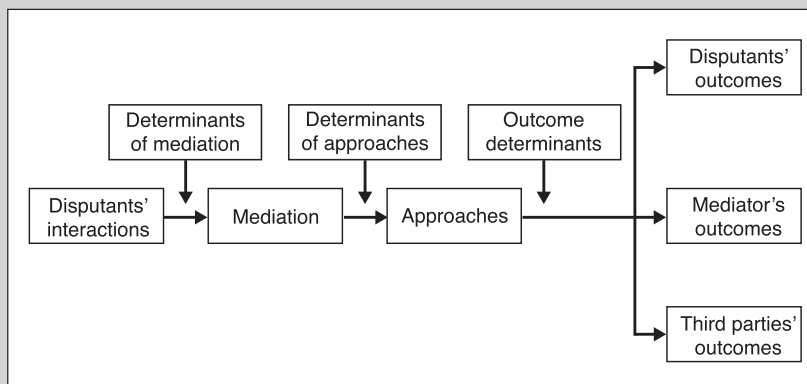 Disputants'
outcomes
Determinants
of mediation
Determinants
of approaches
Outcome
determinants
Disputants'
interactions
Mediation
Approaches
Mediator's
outcomes
Third parties'
outcomes